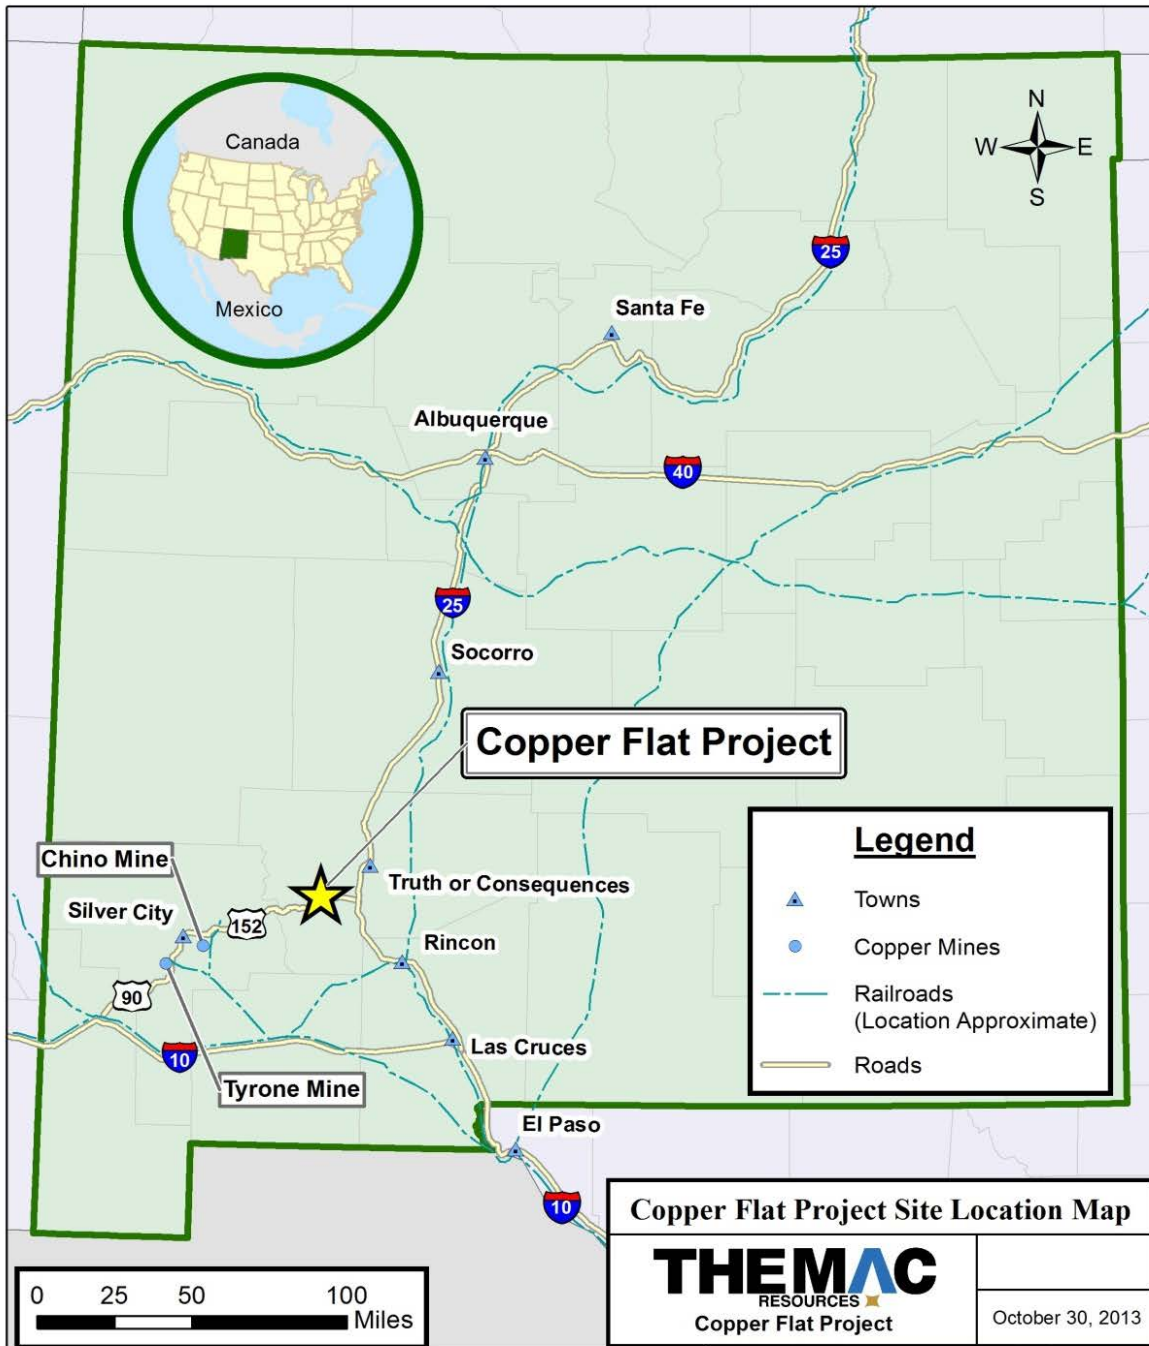 Canada
Mexico
N
W
E
S
25
Santa Fe
Albuquerque
40
25
Socorro
Copper Flat Project
Chino Mine
Silver City
152
Truth or Consequences
Rincon
90
10
Las Cruces
Tyrone Mine
El Paso
10
Legend
Towns
Copper Mines
Railroads
(Location Approximate)
Roads
0 25 50 100
Miles
Copper Flat Project Site Location Map
THEMAC
RESOURCES
Copper Flat Project
October 30, 2013